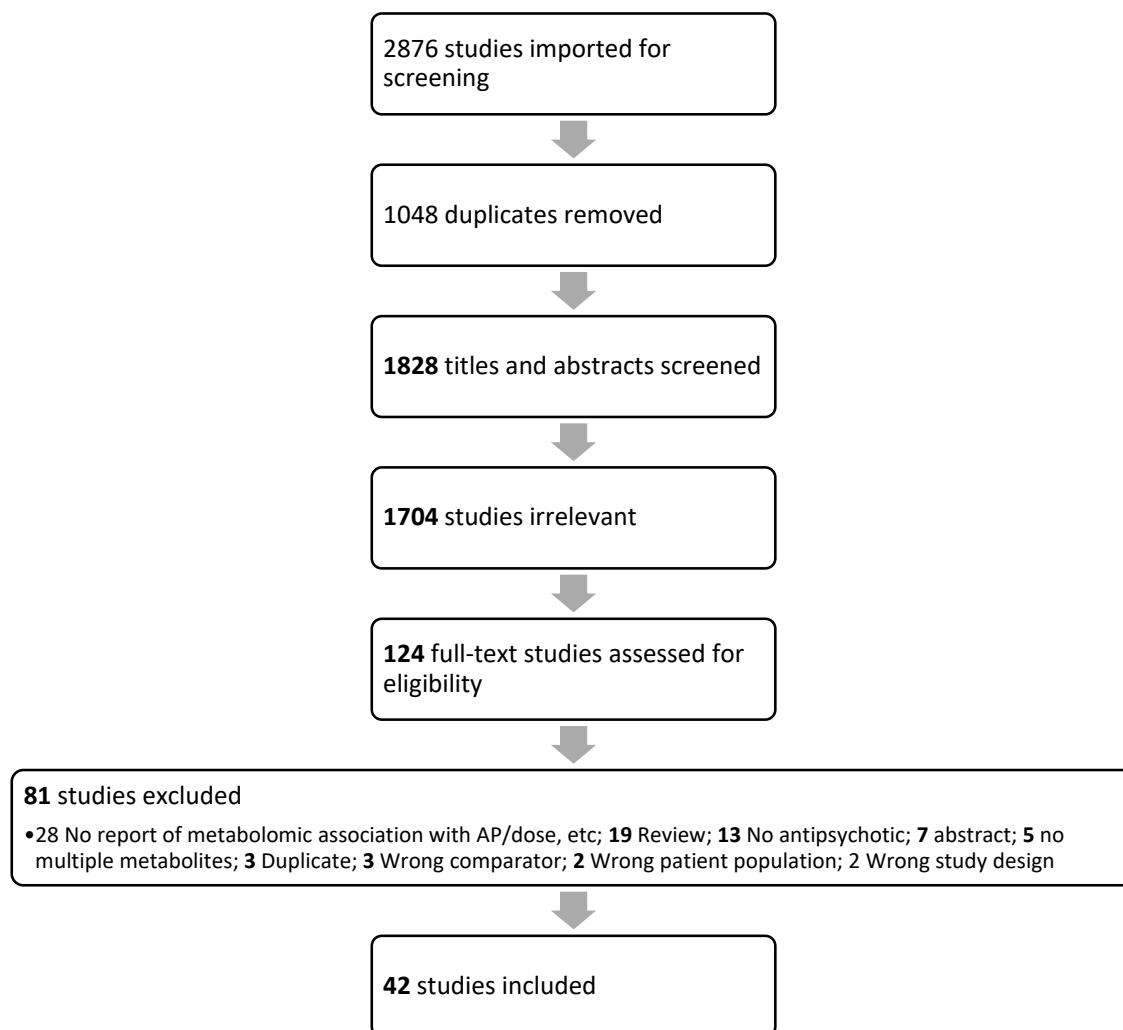 2876 studies imported for
screening
1048 duplicates removed
1828 titles and abstracts screened
1704 studies irrelevant
124 full-text studies assessed for
eligibility
81 studies excluded
•28 No report of metabolomic association with AP/dose, etc; 19 Review; 13 No antipsychotic; 7 abstract; 5 no
multiple metabolites; 3 Duplicate; 3 Wrong comparator; 2 Wrong patient population; 2 Wrong study design
42 studies included